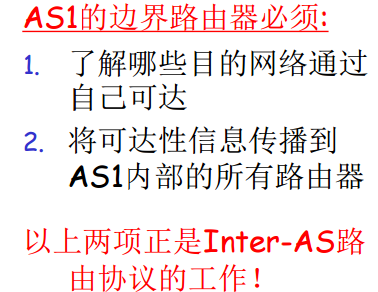 AS1的边界路由器必须:
1. 了解哪些目的网络通过
自己可达
2. 将可达性信息传播到
AS1内部的所有路由器
以上两项正是Inter-AS路
由协议的工作!